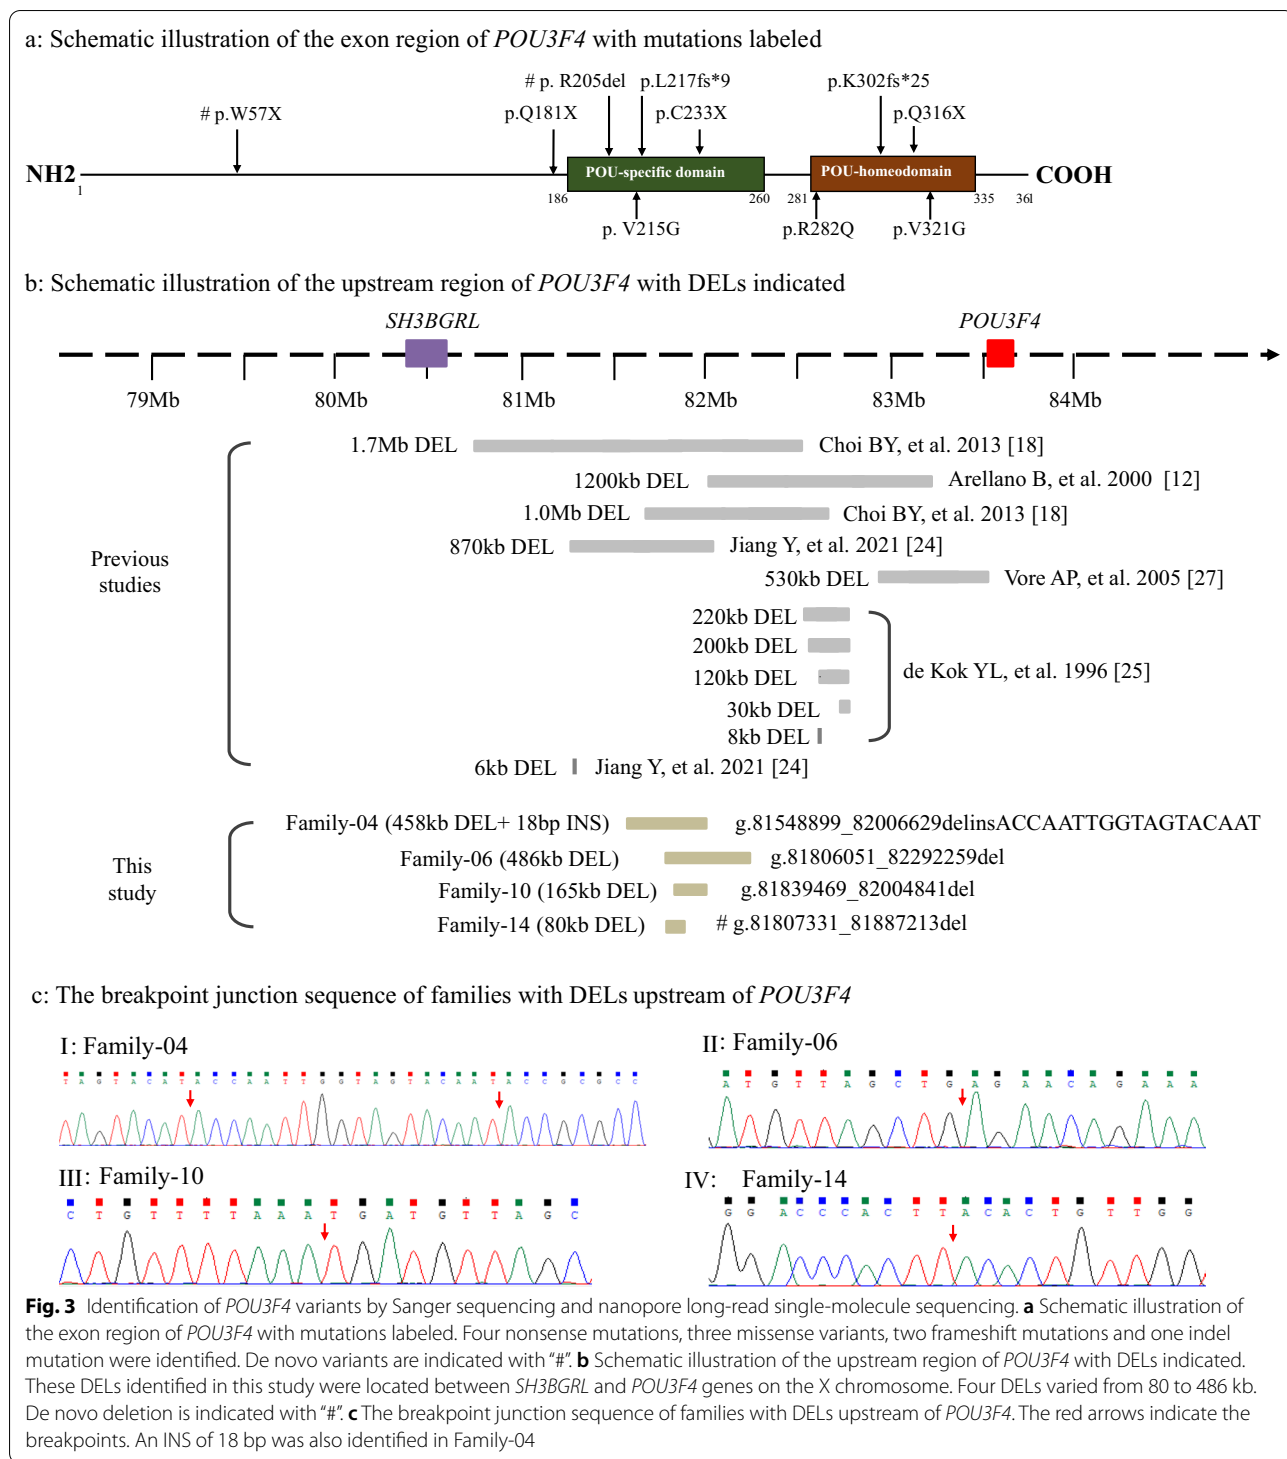 a: Schematic illustration of the exon region of POU3F4 with mutations labeled
# p. R205del p.L217fs*9 p.K302fs*25
# p.W57X p.Q181X p.C233X p.Q316X
NH2 POU-specific domain POU-homeodomain COOH
1 186 260 281 335 361
p. V215G p.R282Q p.V321G
b: Schematic illustration of the upstream region of POU3F4 with DELs indicated
SH3BGRL POU3F4
79Mb 80Mb 81Mb 82Mb 83Mb 84Mb
Previous studies
1.7Mb DEL Choi BY, et al. 2013 [18]
1200kb DEL Arellano B, et al. 2000 [12]
1.0Mb DEL Choi BY, et al. 2013 [18]
870kb DEL Jiang Y, et al. 2021 [24]
530kb DEL Vore AP, et al. 2005 [27]
220kb DEL
200kb DEL
120kb DEL de Kok YL, et al. 1996 [25]
30kb DEL
8kb DEL
6kb DEL Jiang Y, et al. 2021 [24]
This study
Family-04 (458kb DEL+ 18bp INS) g.81548899_82006629delinsACCAATTGGTAGTACAAT
Family-06 (486kb DEL) g.81806051_82292259del
Family-10 (165kb DEL) g.81839469_82004841del
Family-14 (80kb DEL) # g.81807331_81887213del
c: The breakpoint junction sequence of families with DELs upstream of POU3F4
I: Family-04
T A G T A C A T A C C A A T T G G T A G T A C A A T A C C G C G C C
II: Family-06
A T G T T A G C T G A G A A C A G A A A
III: Family-10
C T G T T T T A A A T G A T G T T A G C
IV: Family-14
G G A C C C A C T T A C A C T G T T G G
Fig. 3 Identification of POU3F4 variants by Sanger sequencing and nanopore long-read single-molecule sequencing. a Schematic illustration of
the exon region of POU3F4 with mutations labeled. Four nonsense mutations, three missense variants, two frameshift mutations and one indel
mutation were identified. De novo variants are indicated with "#". b Schematic illustration of the upstream region of POU3F4 with DELs indicated.
These DELs identified in this study were located between SH3BGRL and POU3F4 genes on the X chromosome. Four DELs varied from 80 to 486 kb.
De novo deletion is indicated with "#". c The breakpoint junction sequence of families with DELs upstream of POU3F4. The red arrows indicate the
breakpoints. An INS of 18 bp was also identified in Family-04